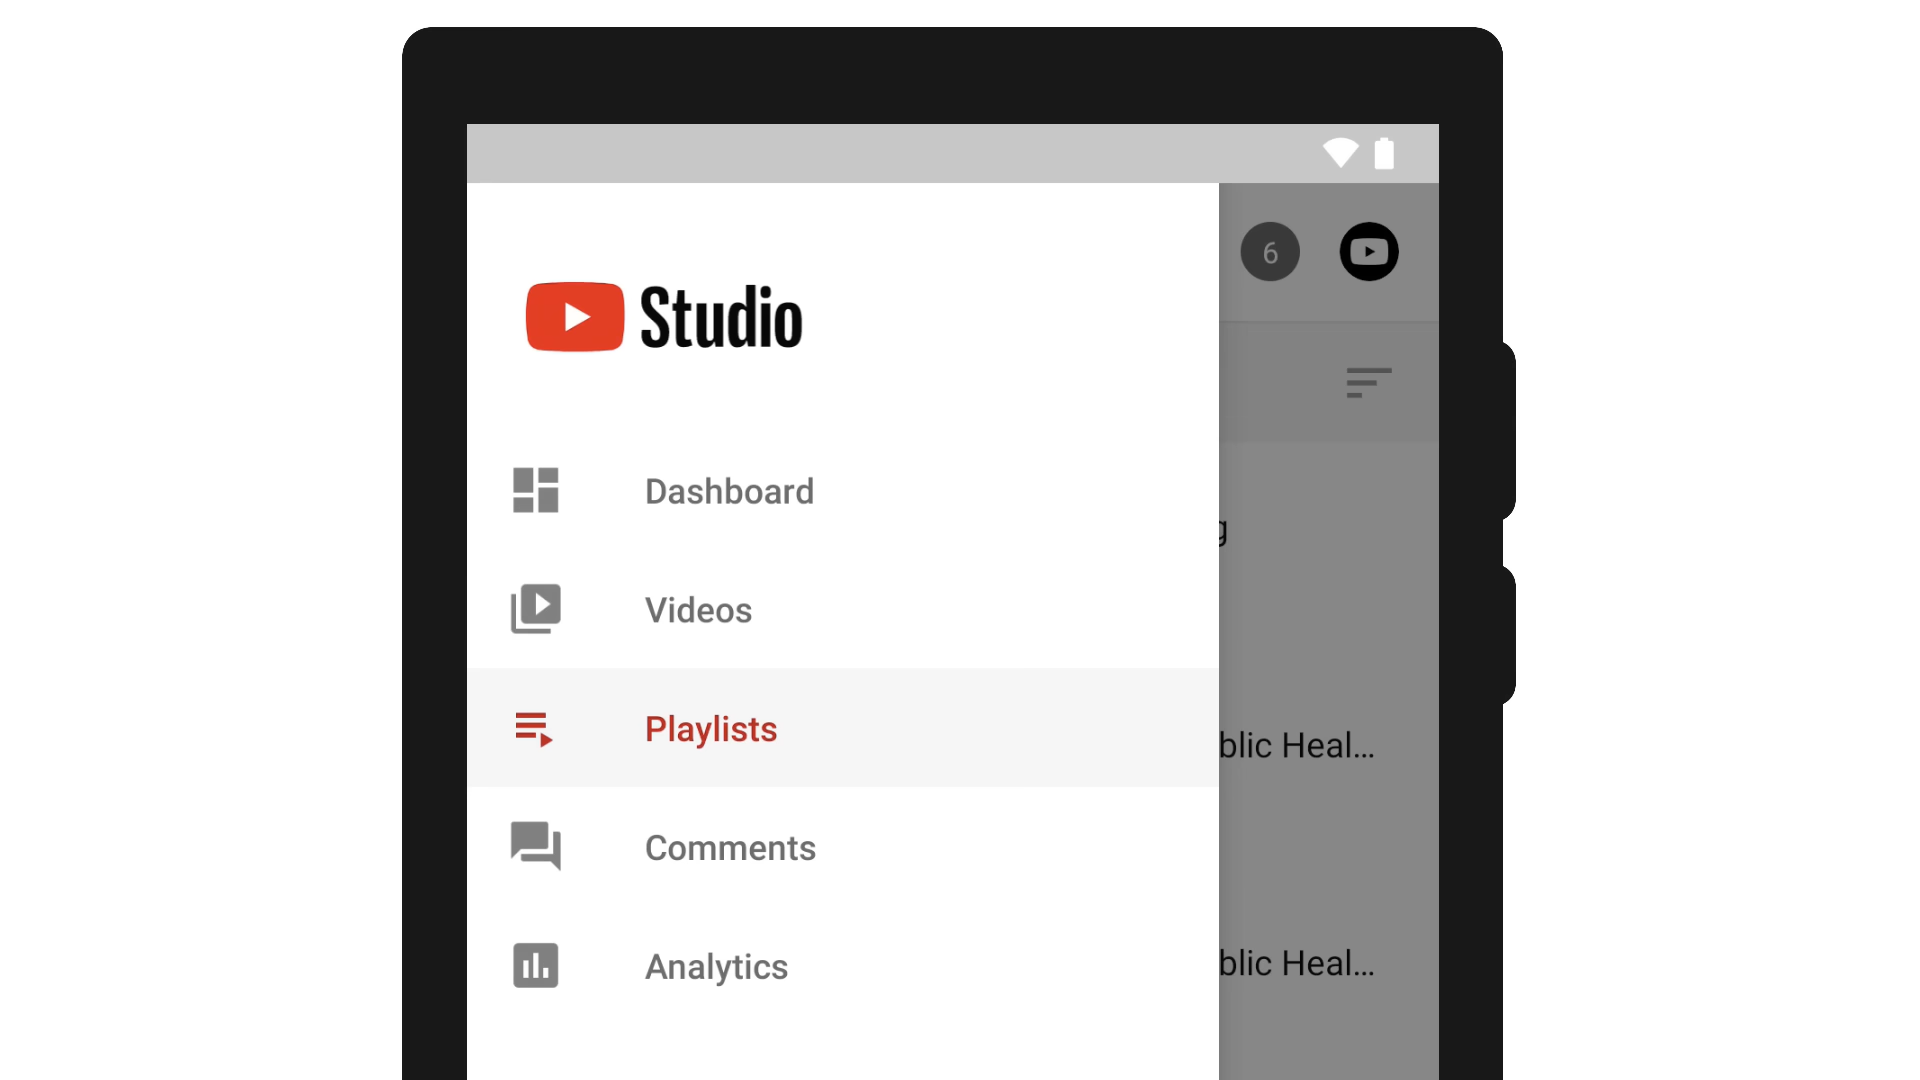 6
Studio
Dashboard
g
Videos
Playlists
blic Heal...
Comments
Analytics
blic Heal...